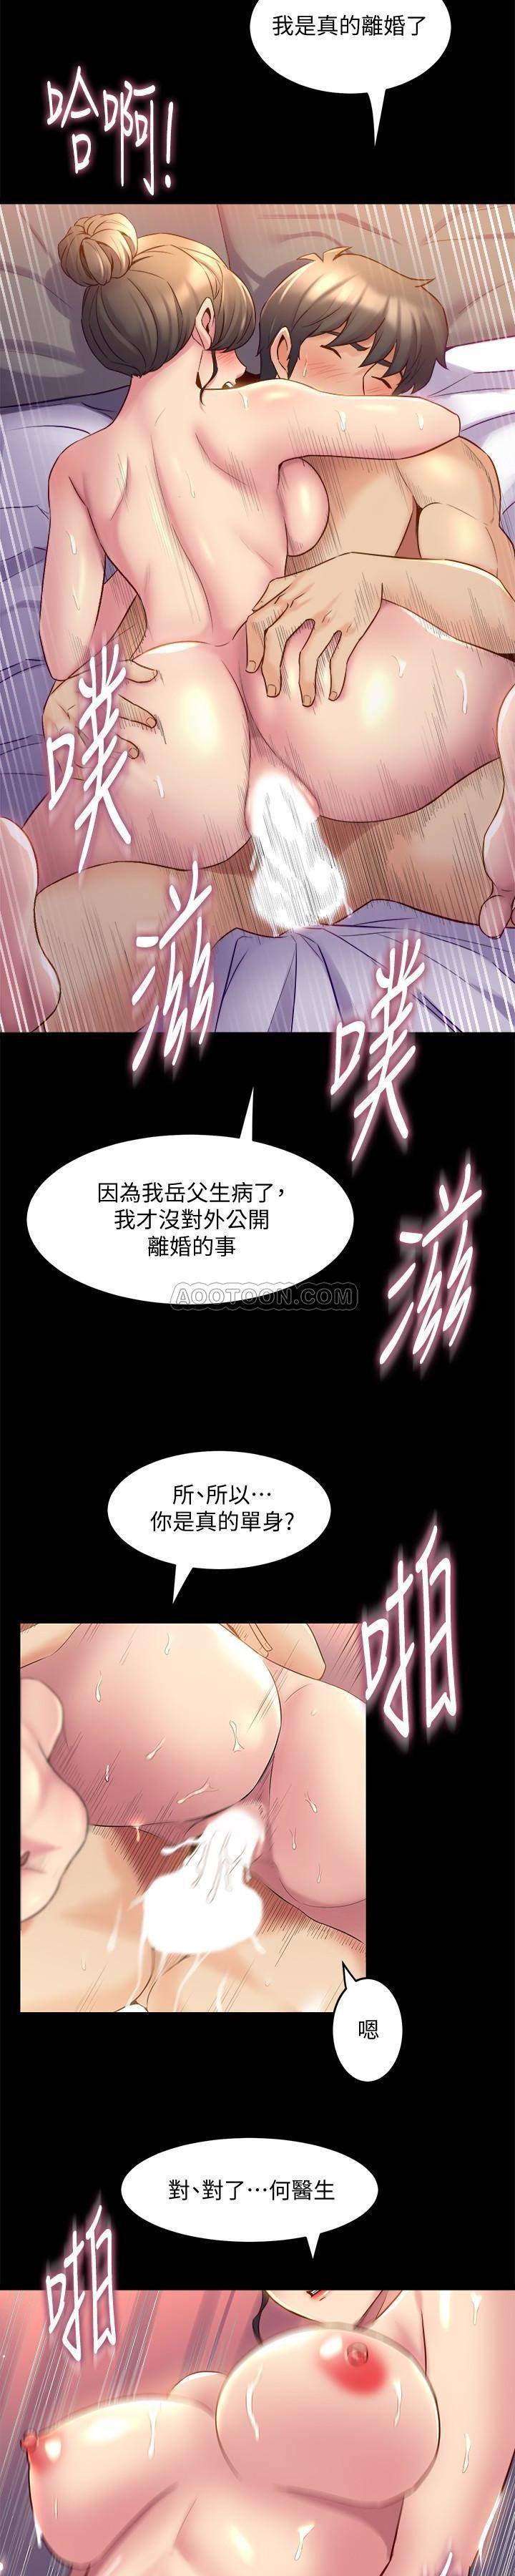 我是真的離婚了
哈啊!
噗
滋
噗
滋
因為我岳父生病了，
我才沒對外公開
離婚的事
AOOTOON.COM
所、所以⋯
你是真的單身?
啪
嗯
對、對了⋯何醫生
啪